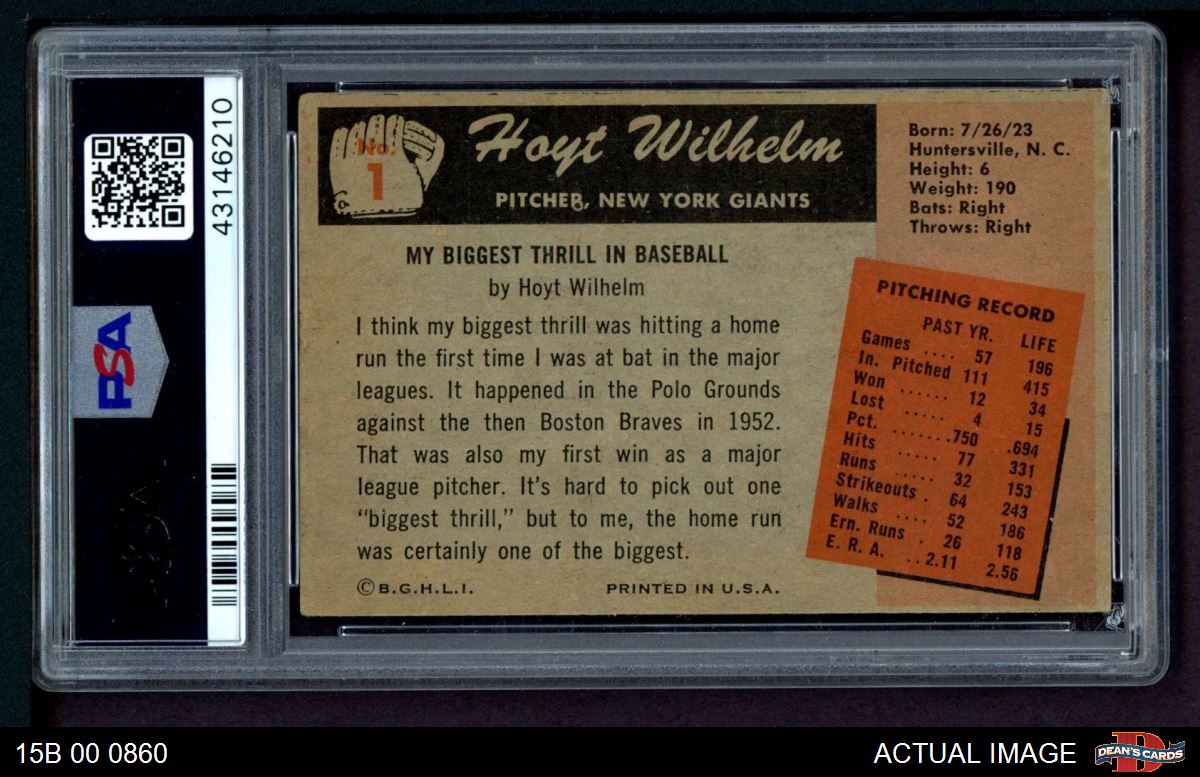 43146210
PSA
No.
1
Hoyt Wilhelm
PITCHER, NEW YORK GIANTS
Born: 7/26/23
Huntersville, N. C.
Height: 6
Weight: 190
Bats: Right
Throws: Right
MY BIGGEST THRILL IN BASEBALL
by Hoyt Wilhelm
I think my biggest thrill was hitting a home
run the first time I was at bat in the major
leagues. It happened in the Polo Grounds
against the then Boston Braves in 1952.
That was also my first win as a major
league pitcher. It's hard to pick out one
"biggest thrill," but to me, the home run
was certainly one of the biggest.
© B.G.H.L.I. PRINTED IN U.S.A.
PITCHING RECORD
PAST YR. LIFE
Games .... 57 196
In. Pitched 111 415
Won ...... 12 34
Lost ..... 4 15
Pct. .......750 .694
Hits ..... 77 331
Runs ..... 32 153
Strikeouts . 64 243
Walks .... 52 186
Ern. Runs . 26 118
E. R. A. ..2.11 2.56
15B 00 0860
ACTUAL IMAGE
DEAN'S CARDS